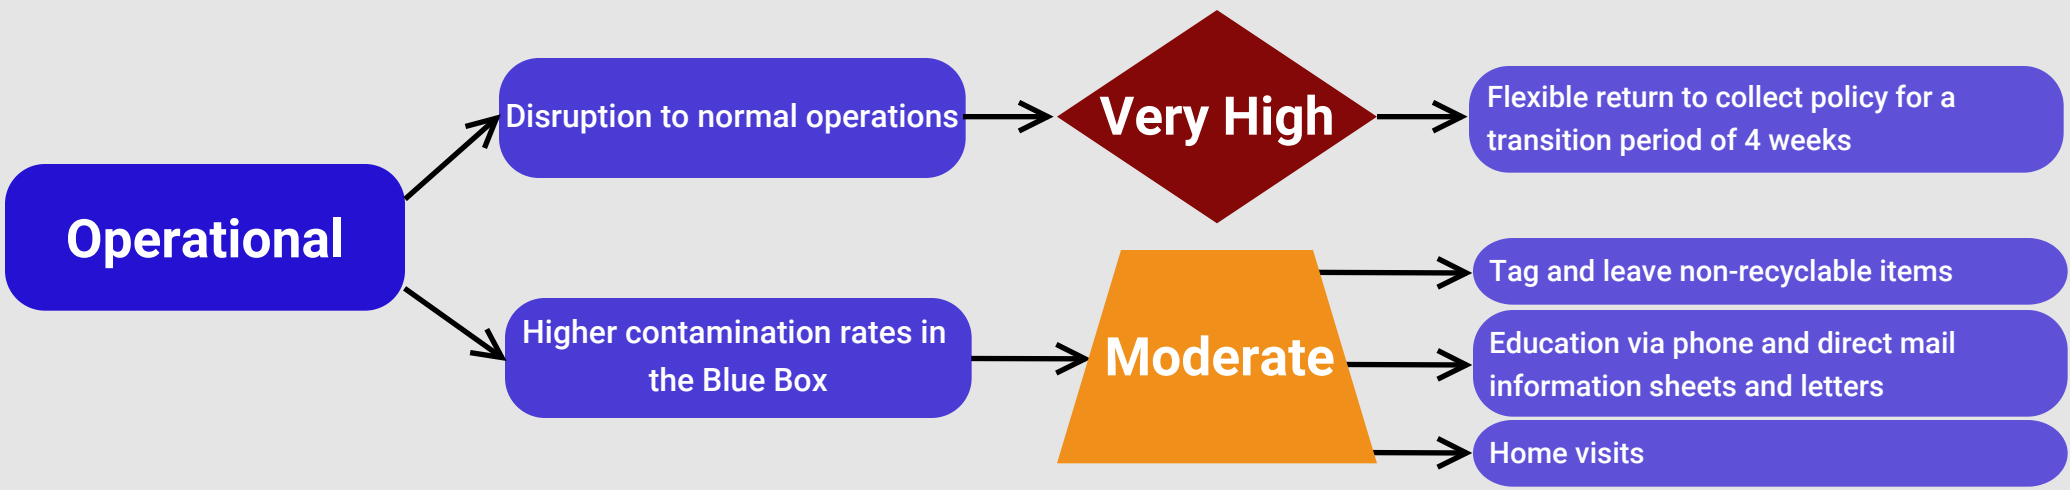 Operational
Disruption to normal operations
Very High
Flexible return to collect policy for a
transition period of 4 weeks
Higher contamination rates in
the Blue Box
Moderate
Tag and leave non-recyclable items
Education via phone and direct mail
information sheets and letters
Home visits